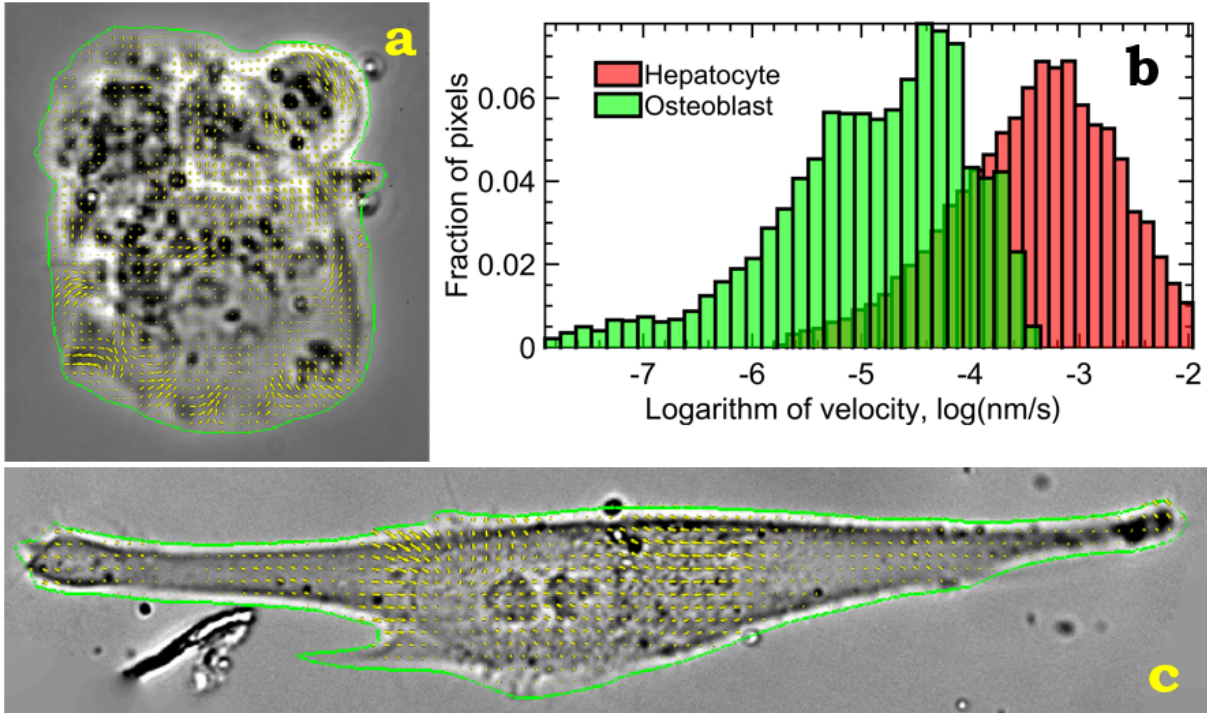 a
b
Hepatocyte
Osteoblast
Fraction of pixels
0.06
0.04
0.02
0
-7 -6 -5 -4 -3 -2
Logarithm of velocity, log(nm/s)
c